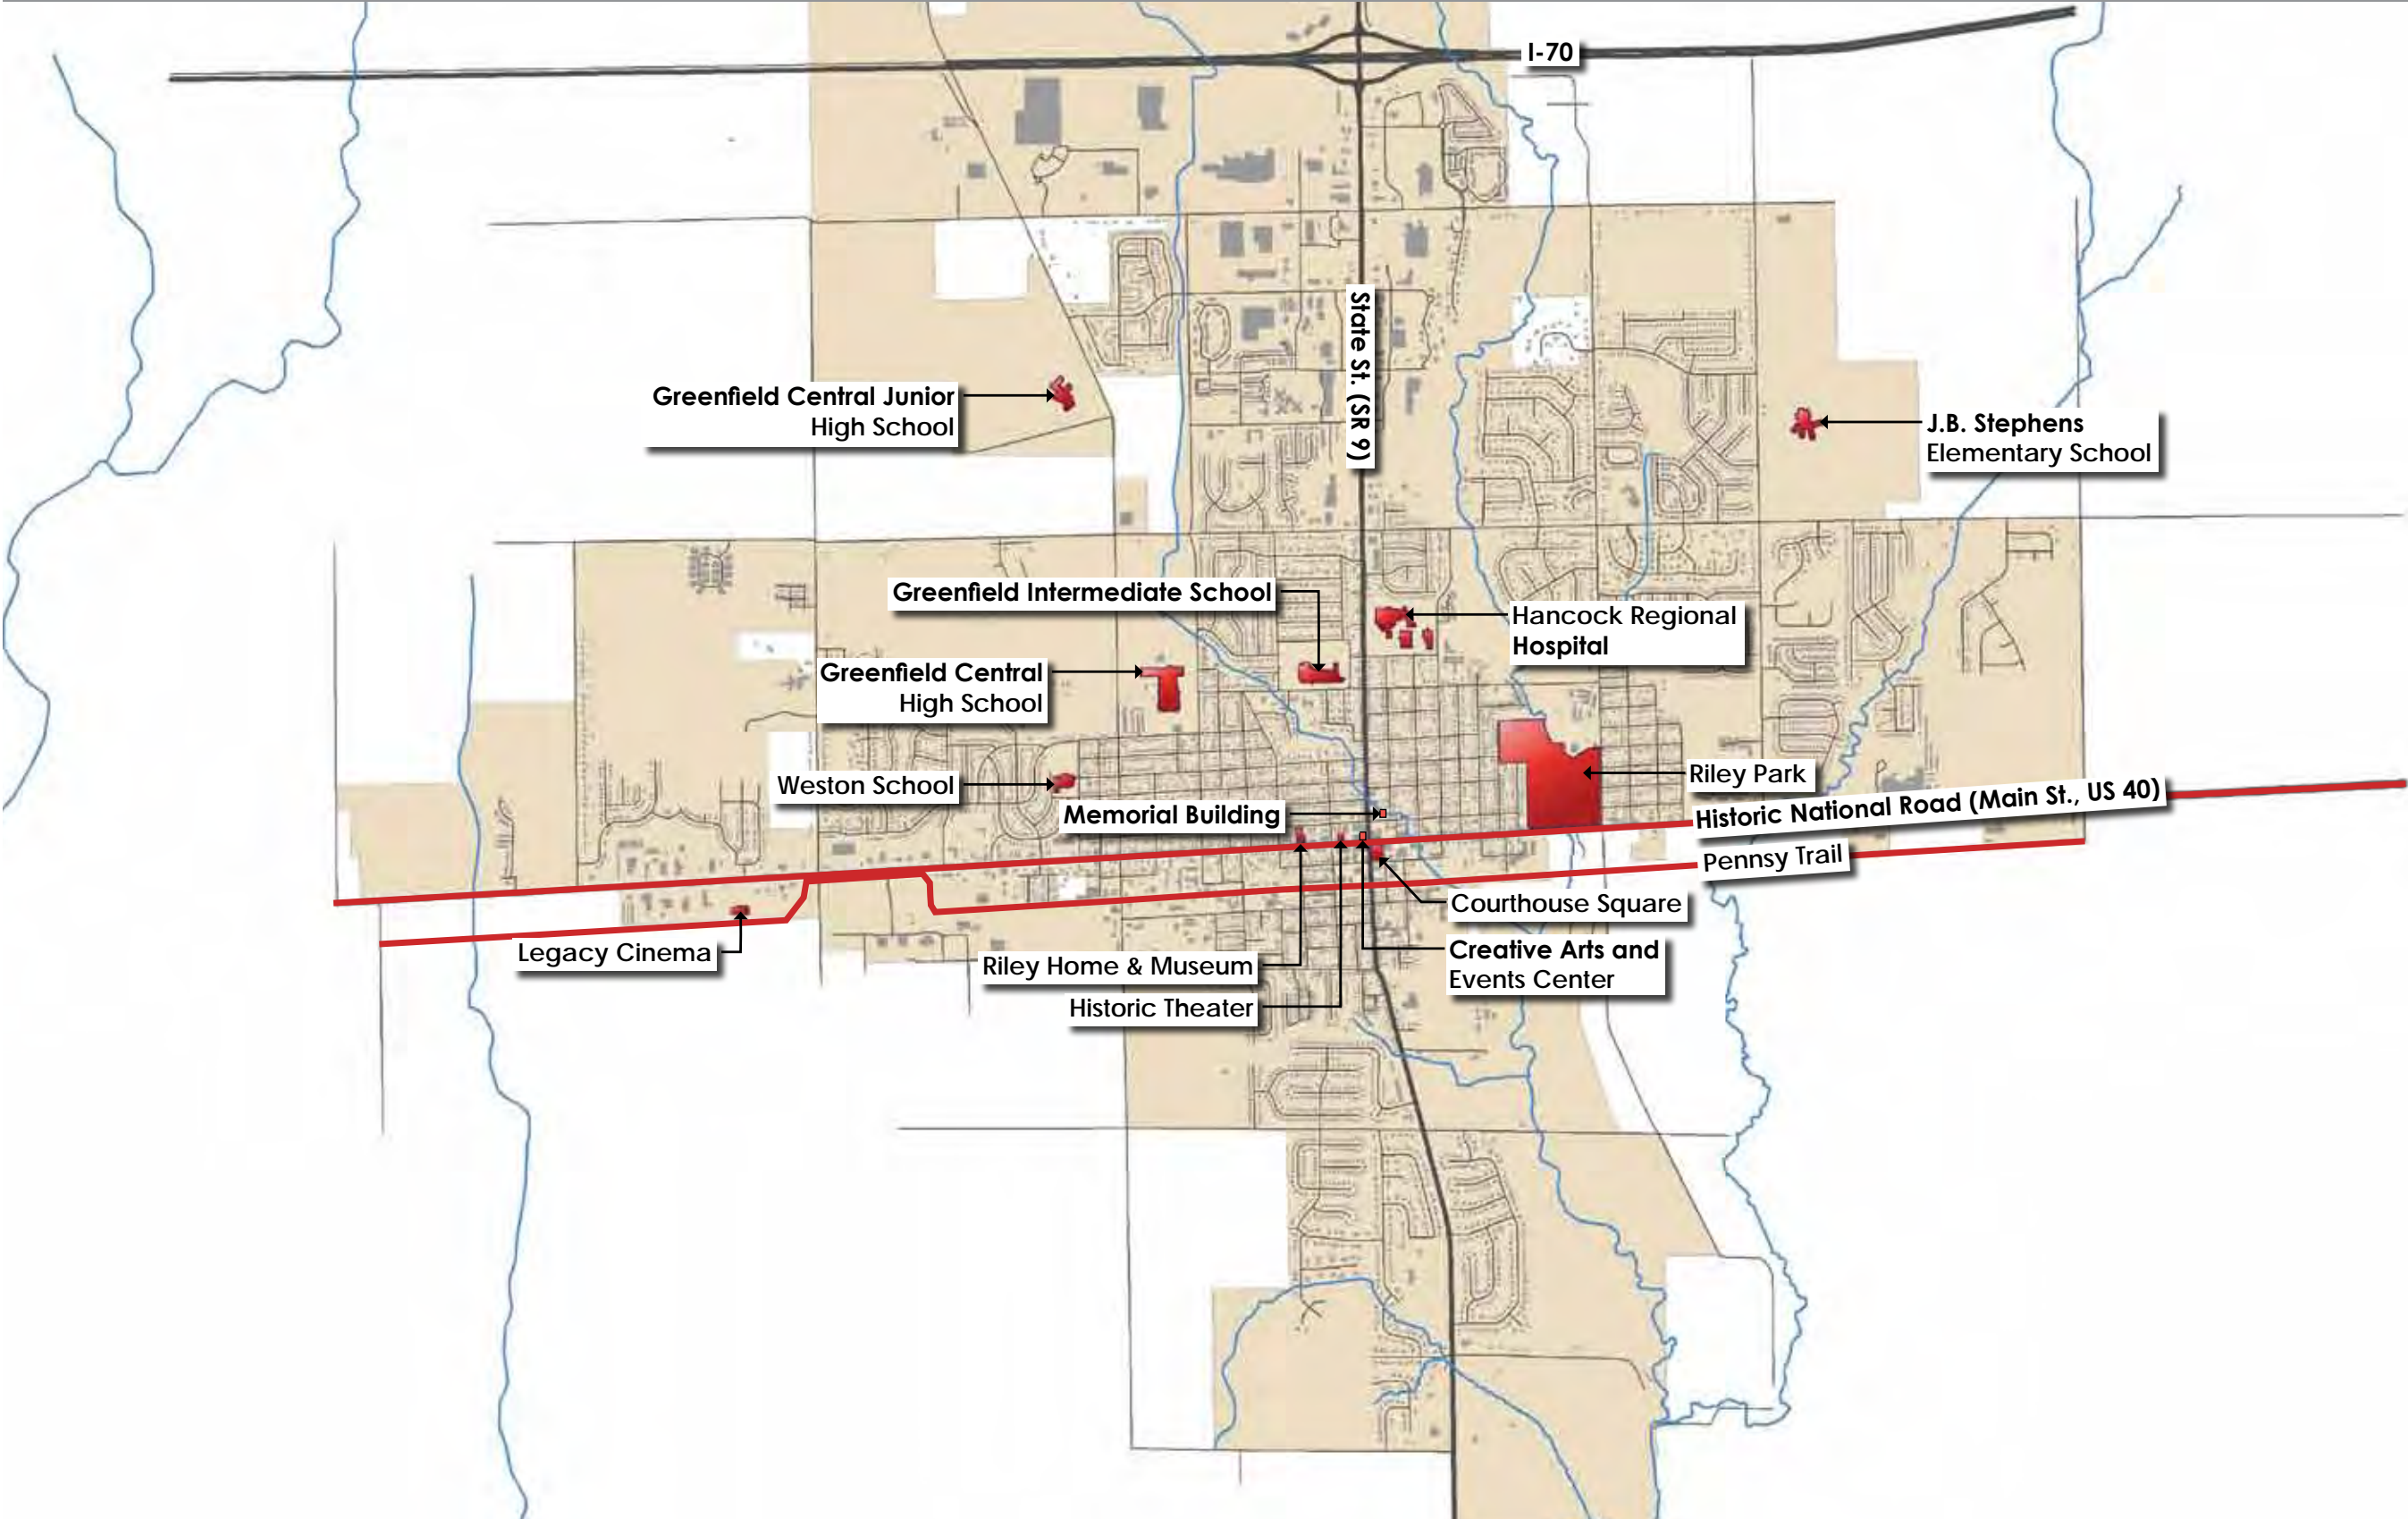 I-70
State St. (SR 9)
Greenfield Central Junior
High School
J.B. Stephens
Elementary School
Greenfield Intermediate School
Hancock Regional
Hospital
Greenfield Central
High School
Weston School
Riley Park
Memorial Building
Historic National Road (Main St., US 40)
Pennsy Trail
Courthouse Square
Legacy Cinema
Riley Home & Museum
Creative Arts and
Events Center
Historic Theater